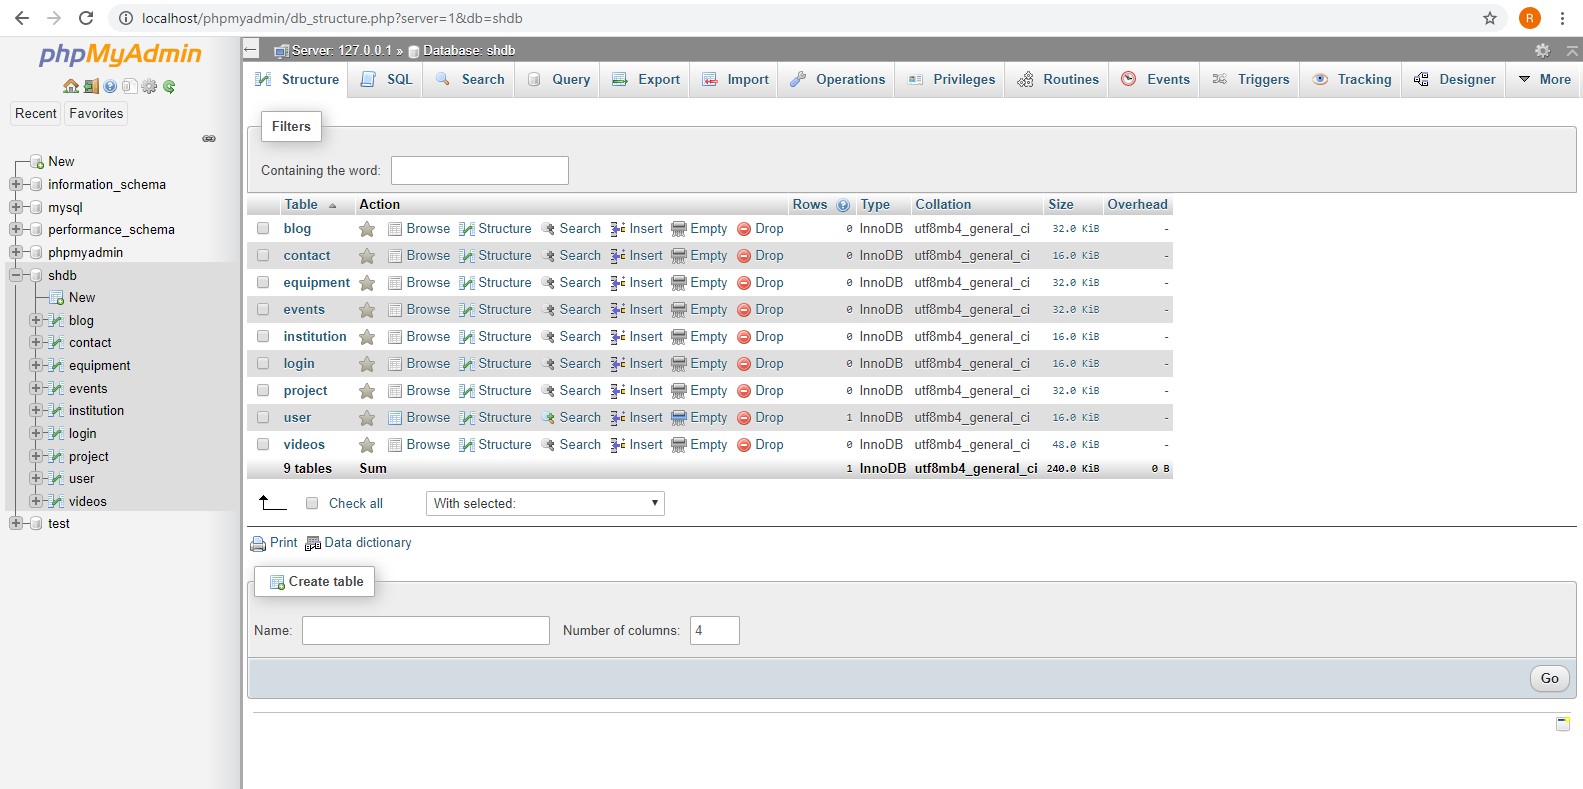 localhost/phpmyadmin/db_structure.php?server=1&db=shdb
R
phpMyAdmin
Recent Favorites
New
information_schema
mysql
performance_schema
phpmyadmin
shdb
New
blog
contact
equipment
events
institution
login
project
user
videos
test
Server: 127.0.0.1 » Database: shdb
Structure SQL Search Query Export Import Operations Privileges Routines Events Triggers Tracking Designer More
Filters
Containing the word:
Table Action Rows Type Collation Size Overhead
blog Browse Structure Search Insert Empty Drop 0 InnoDB utf8mb4_general_ci 32.0 KiB -
contact Browse Structure Search Insert Empty Drop 0 InnoDB utf8mb4_general_ci 16.0 KiB -
equipment Browse Structure Search Insert Empty Drop 0 InnoDB utf8mb4_general_ci 32.0 KiB -
events Browse Structure Search Insert Empty Drop 0 InnoDB utf8mb4_general_ci 32.0 KiB -
institution Browse Structure Search Insert Empty Drop 0 InnoDB utf8mb4_general_ci 16.0 KiB -
login Browse Structure Search Insert Empty Drop 0 InnoDB utf8mb4_general_ci 16.0 KiB -
project Browse Structure Search Insert Empty Drop 0 InnoDB utf8mb4_general_ci 32.0 KiB -
user Browse Structure Search Insert Empty Drop 1 InnoDB utf8mb4_general_ci 16.0 KiB -
videos Browse Structure Search Insert Empty Drop 0 InnoDB utf8mb4_general_ci 48.0 KiB -
9 tables Sum 1 InnoDB utf8mb4_general_ci 240.0 KiB 0 B
Check all With selected:
Print Data dictionary
Create table
Name: Number of columns: 4
Go